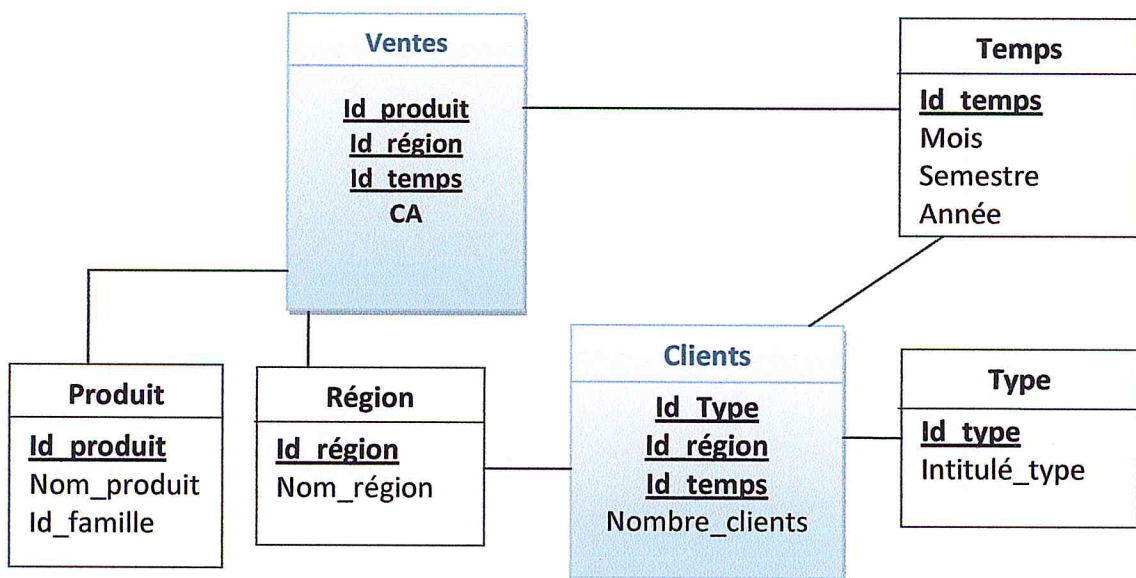 Ventes
Id_produit
Id_région
Id_temps
CA
Temps
Id_temps
Mois
Semestre
Année
Produit
Id_produit
Nom_produit
Id_famille
Région
Id_région
Nom_région
Clients
Id_Type
Id_région
Id_temps
Nombre_clients
Type
Id_type
Intitulé_type